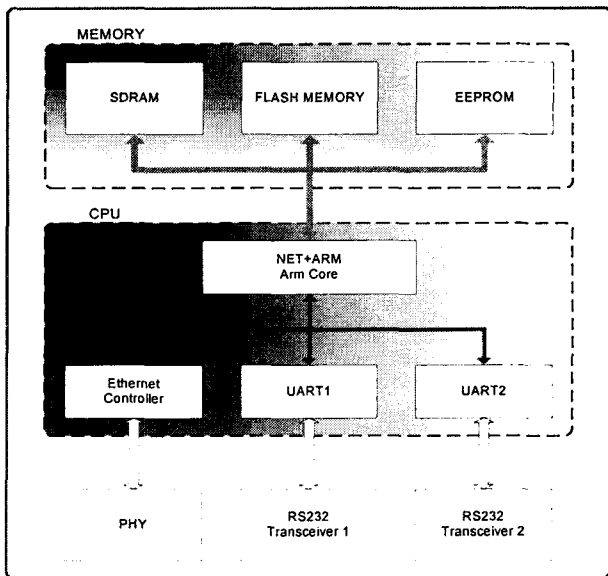 MEMORY
SDRAM
FLASH MEMORY
EEPROM
CPU
NET+ARM
Arm Core
Ethernet
Controller
UART1
UART2
PHY
RS232
Transceiver 1
RS232
Transceiver 2